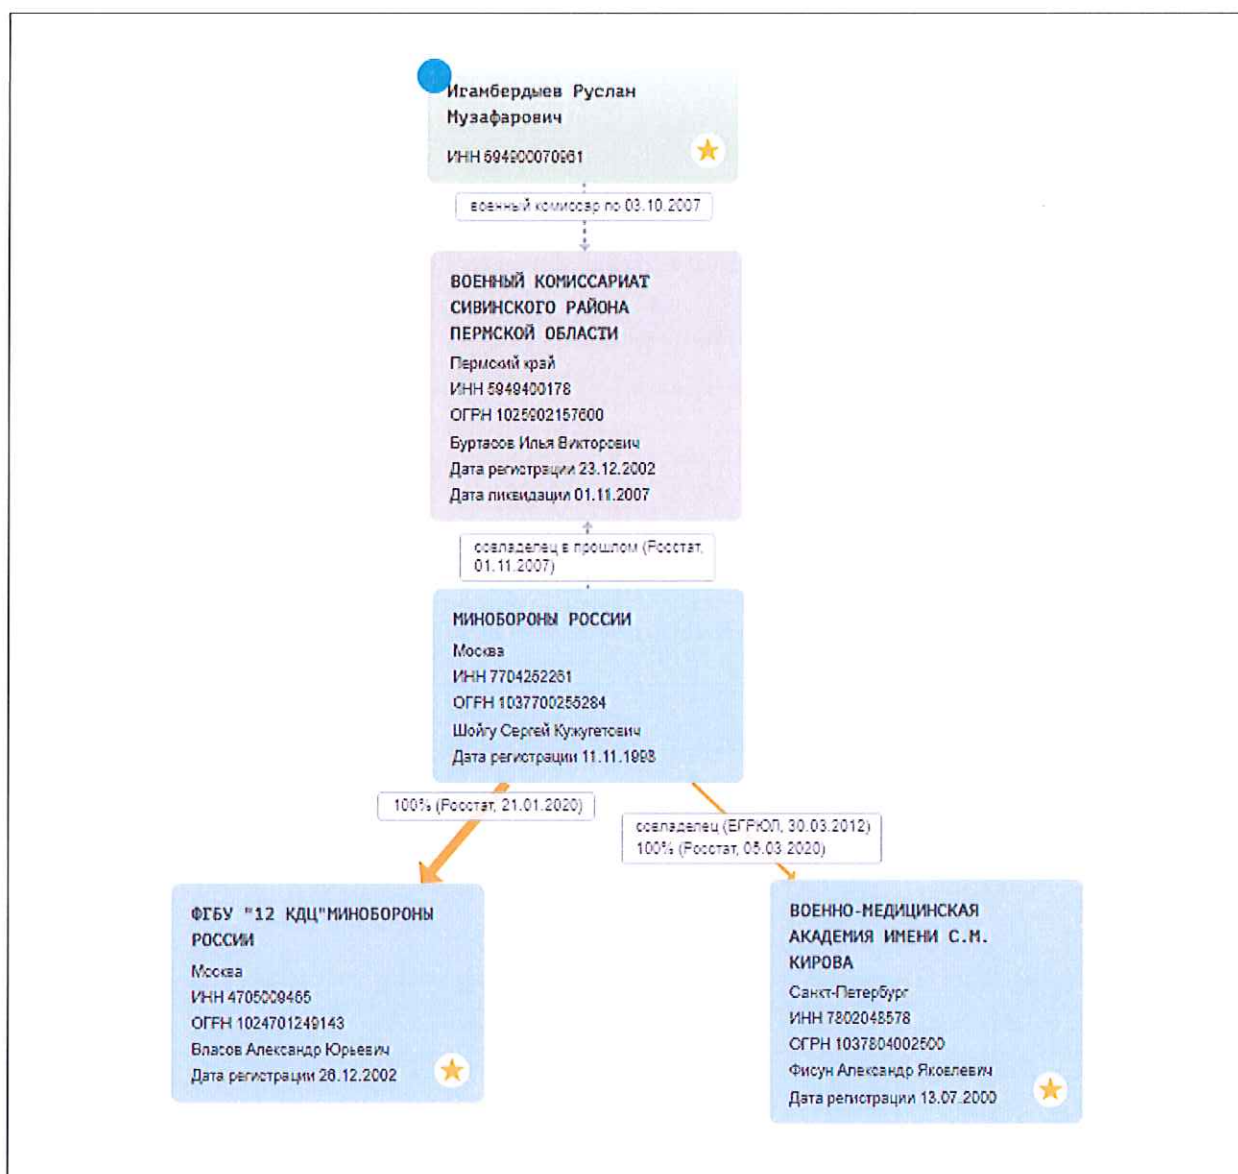 Игамбердыев Руслан
Музафарович
ИНН 594900070961
военный комиссар по 03.10.2007
ВОЕННЫЙ КОМИССАРИАТ
СИВИНСКОГО РАЙОНА
ПЕРМСКОЙ ОБЛАСТИ
Пермский край
ИНН 5949400178
ОГРН 1025902157600
Буртасов Илья Викторович
Дата регистрации 23.12.2002
Дата ликвидации 01.11.2007
совладелец в прошлом (Росстат,
01.11.2007)
МИНОБОРОНЫ РОССИИ
Москва
ИНН 7704252261
ОГРН 1037700255284
Шойгу Сергей Кужугетович
Дата регистрации 11.11.1998
100% (Росстат, 21.01.2020)
совладелец (ЕГРЮЛ, 30.03.2012)
100% (Росстат, 05.03.2020)
ФГБУ "12 КДЦ"МИНОБОРОНЫ
РОССИИ
Москва
ИНН 4705009465
ОГРН 1024701249143
Власов Александр Юрьевич
Дата регистрации 26.12.2002
ВОЕННО-МЕДИЦИНСКАЯ
АКАДЕМИЯ ИМЕНИ С.М.
КИРОВА
Санкт-Петербург
ИНН 7802048578
ОГРН 1037804002500
Фисун Александр Яковлевич
Дата регистрации 13.07.2000